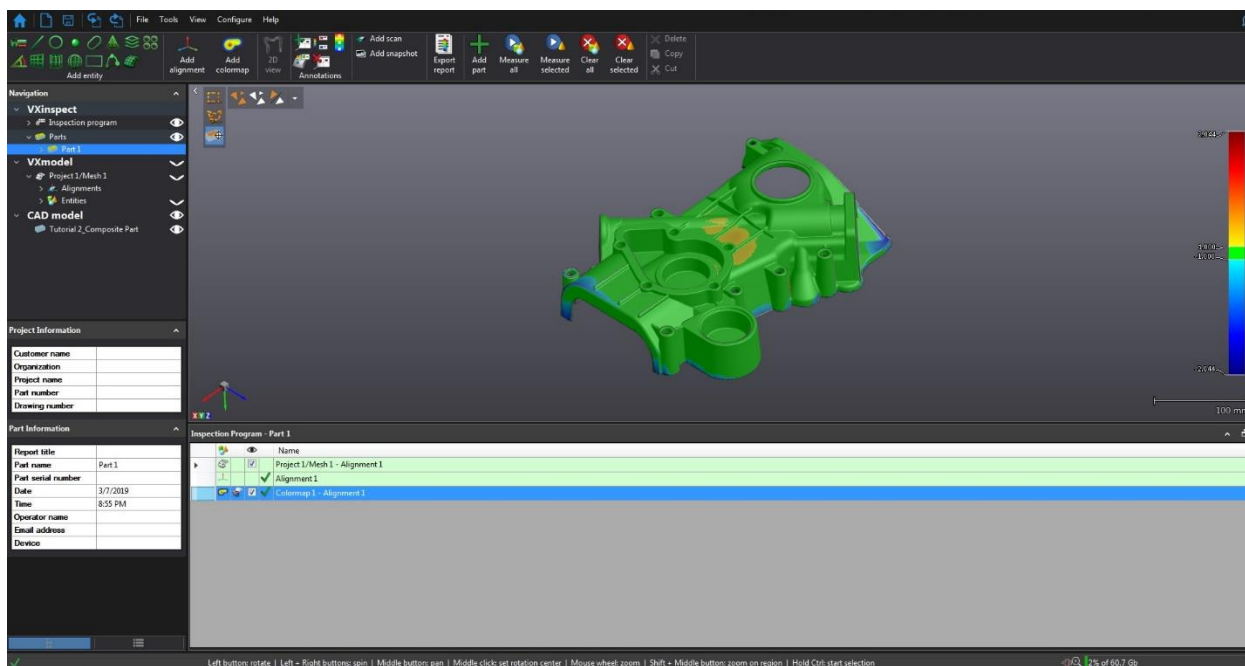 File Tools View Configure Help
Add entity
Add alignment
Add colormap
2D view
Annotations
Add scan
Add snapshot
Export report
Add part
Measure all
Measure selected
Clear all
Clear selected
Delete
Copy
Cut
Navigation
VXinspect
Inspection program
Parts
Part 1
VXmodel
Project 1/Mesh 1
Alignments
Entities
CAD model
Tutorial 2_Composite Part
1.000
-1.000
X Y Z
100 mm
Project Information
Customer name
Organization
Project name
Part number
Drawing number
Part Information
Report title
Part name Part 1
Part serial number
Date 3/7/2019
Time 8:55 PM
Operator name
Email address
Device
Inspection Program - Part 1
Name
Project 1/Mesh 1 - Alignment 1
Alignment 1
Colormap 1 - Alignment 1
Left button: rotate | Left + Right buttons: spin | Middle button: pan | Middle click: set rotation center | Mouse wheel: zoom | Shift + Middle button: zoom on region | Hold Ctrl: start selection
2% of 60.7 Gb